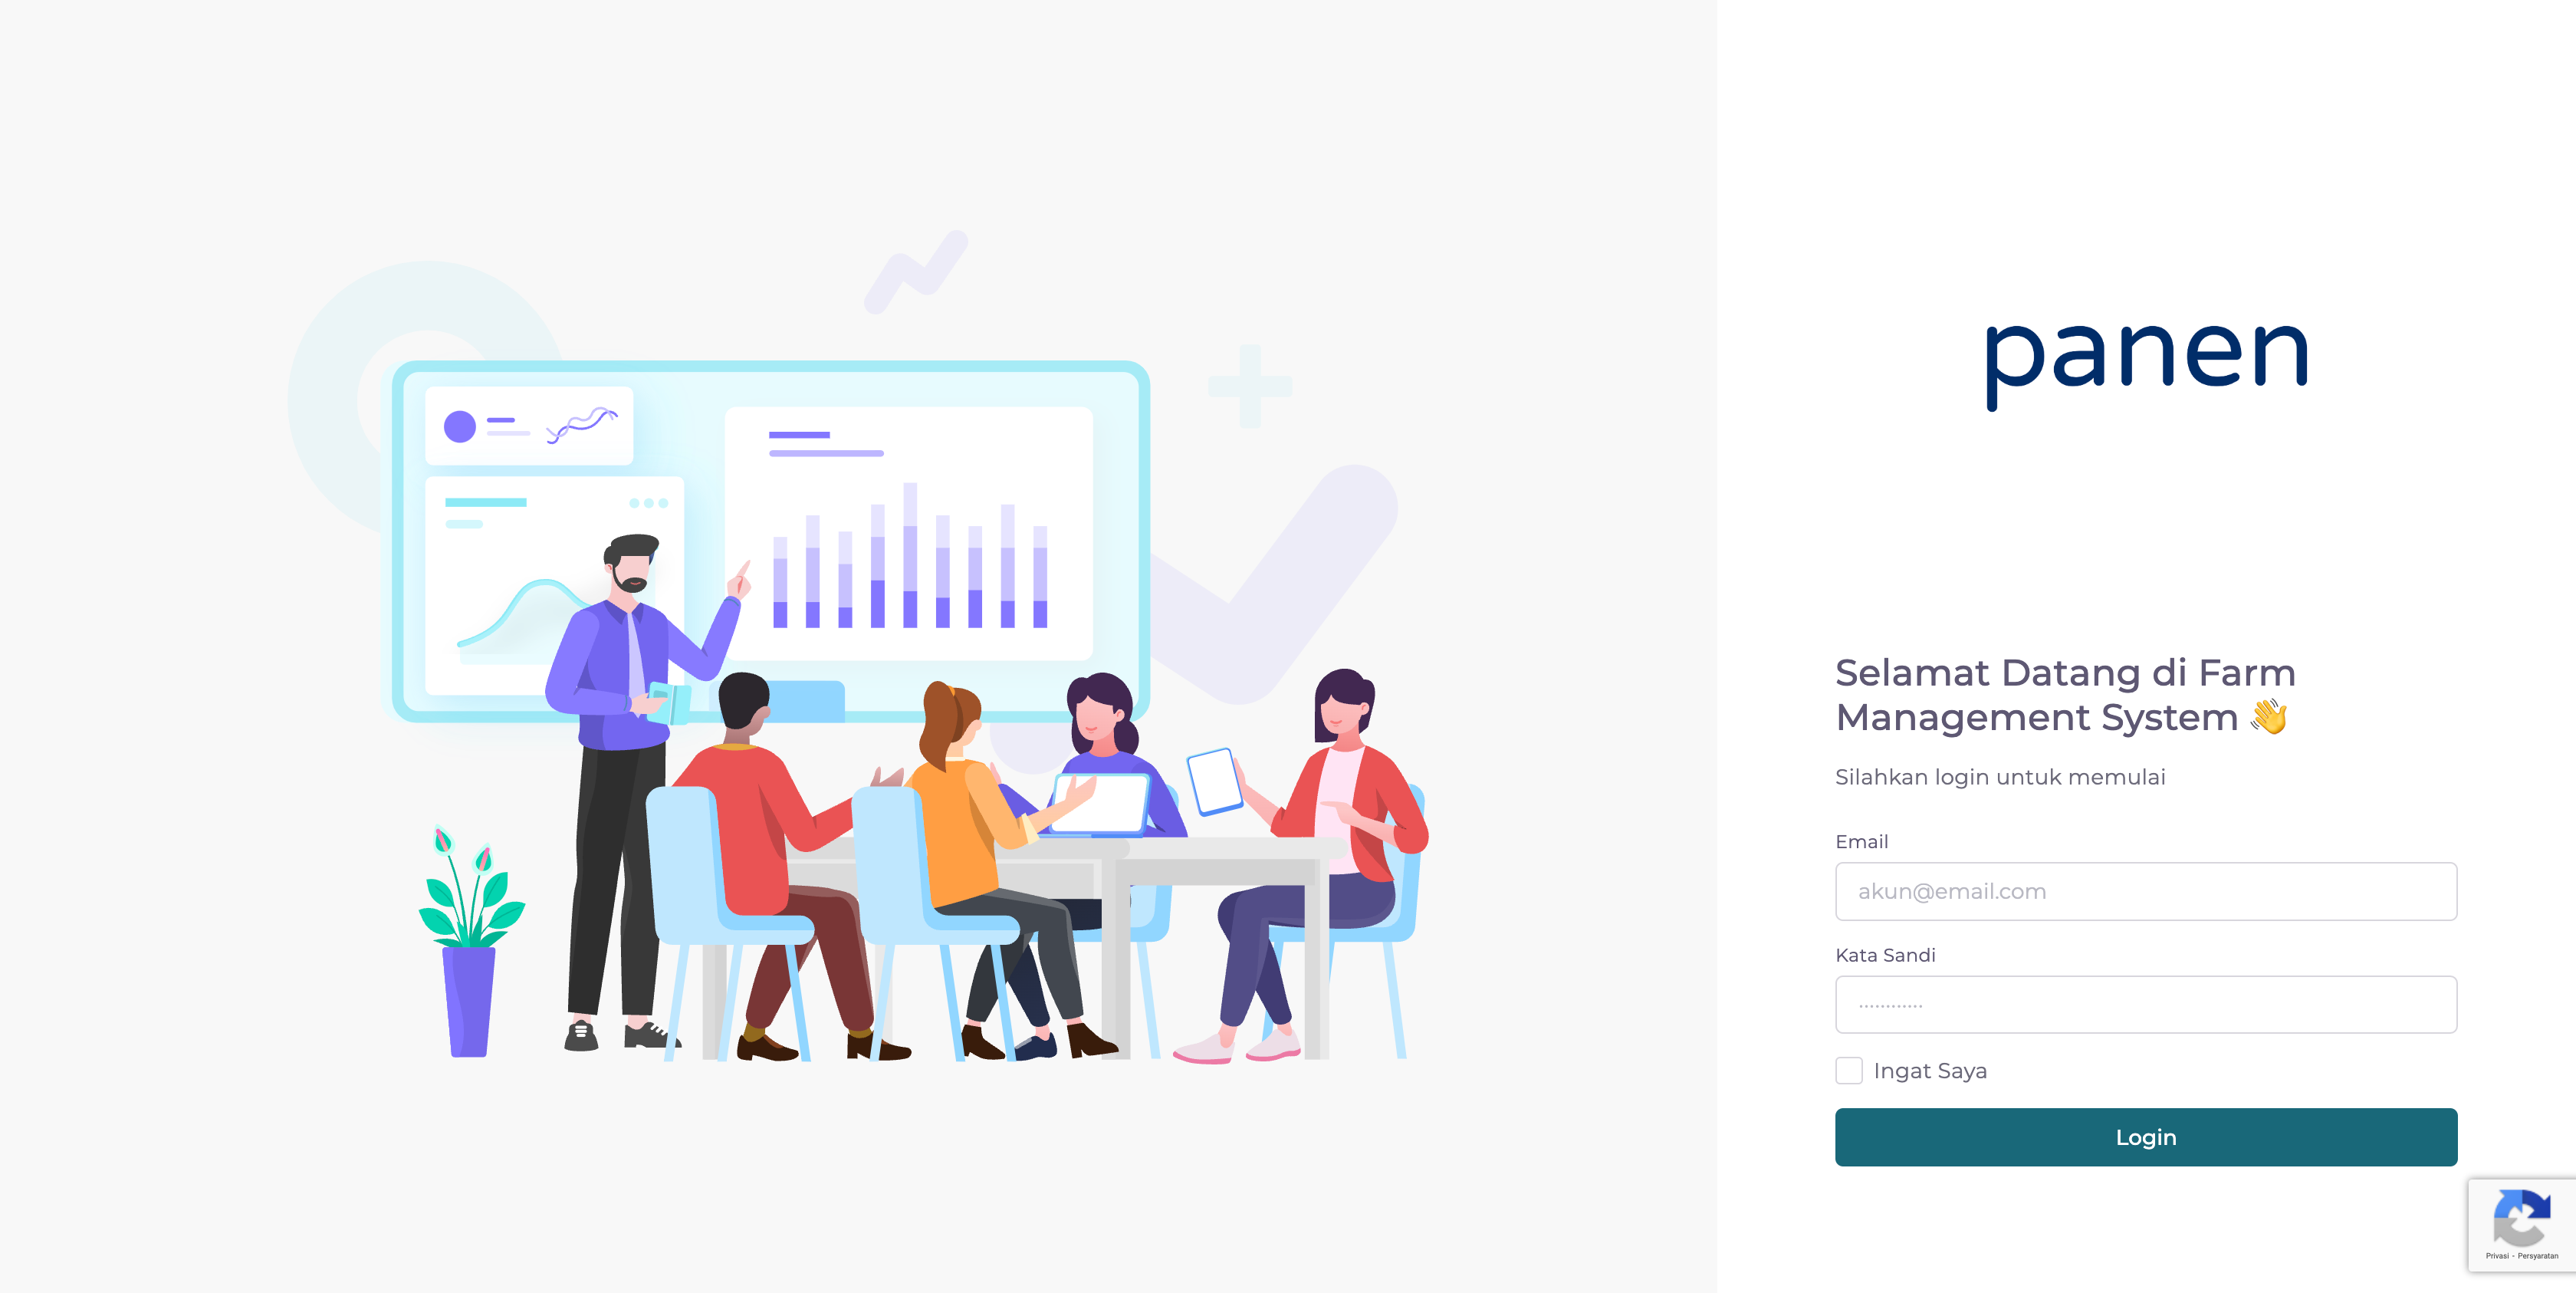 panen
Selamat Datang di Farm
Management System 👋
Silahkan login untuk memulai
Email
akun@email.com
Kata Sandi
············
Ingat Saya
Login
Privasi - Persyaratan